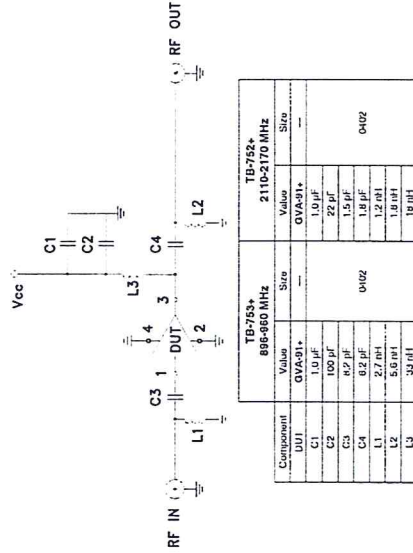 Vcc
C1
C2
L3
RF IN
L1
C3
1
DUT
4
2
3
C4
L2
RF OUT
TB-753+ TB-752+
896-960 MHz 2110-2170 MHz
Component Value Size Value Size
DUT GVA-91+ — GVA-91+ —
C1 1.0 µF 0402 1.0 µF 0402
C2 100 pF 22 pF
C3 8.2 pF 1.5 pF
C4 pF 1.8 pF
L1 2.7 nH 1.2 nH
L2 5.6 nH 1.8 nH
L3 33 nH 18 nH